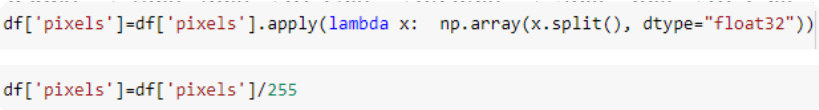 df['pixels']=df['pixels'].apply(lambda x:  np.array(x.split(), dtype="float32"))
df['pixels']=df['pixels']/255